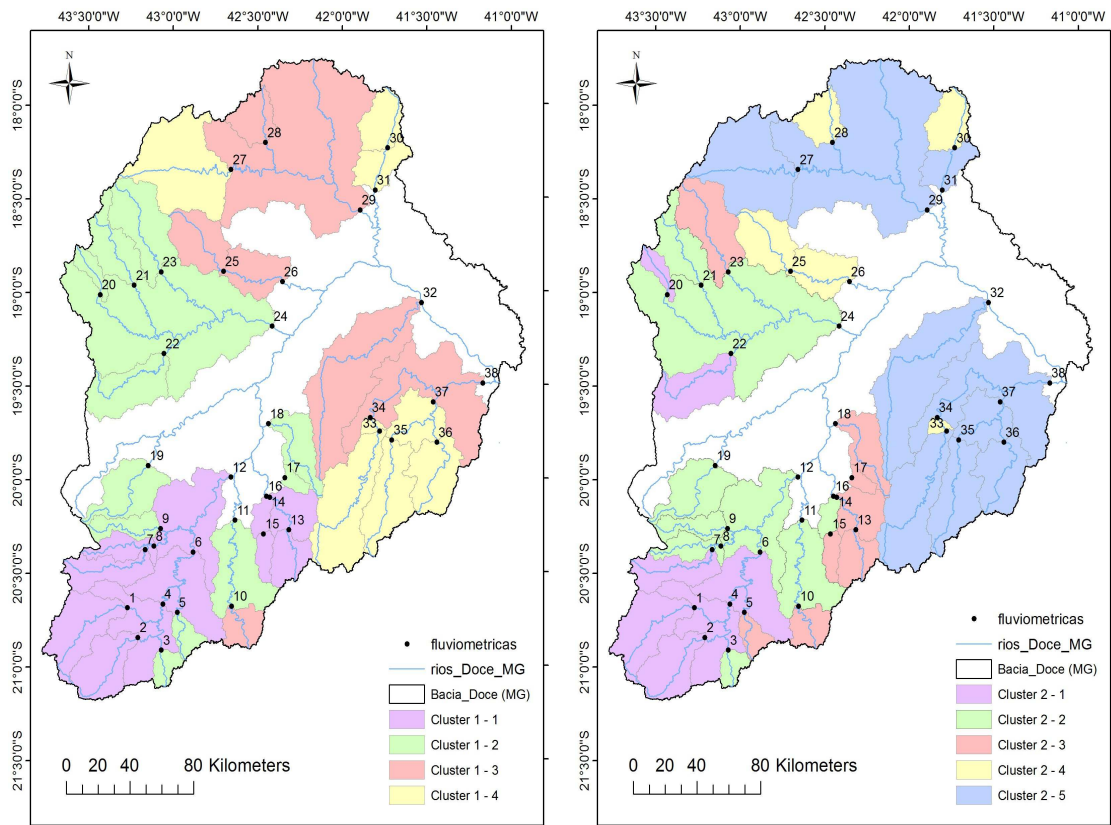 43°30'0"W 43°0'0"W 42°30'0"W 42°0'0"W 41°30'0"W 41°0'0"W
18°0'0"S
18°30'0"S
19°0'0"S
19°30'0"S
20°0'0"S
20°30'0"S
21°0'0"S
21°30'0"S
N
28
30
27
31
29
23
25
26
21
20
32
24
22
38
37
18
34
33
35
36
19
12
17
16
14
11
13
15
9
8
7
6
1
4
5
10
2
3
fluviometricas
rios_Doce_MG
Bacia_Doce (MG)
Cluster 1 - 1
Cluster 1 - 2
Cluster 1 - 3
Cluster 1 - 4
0 20 40 80 Kilometers
43°30'0"W 43°0'0"W 42°30'0"W 42°0'0"W 41°30'0"W 41°0'0"W
18°0'0"S
18°30'0"S
19°0'0"S
19°30'0"S
20°0'0"S
20°30'0"S
21°0'0"S
21°30'0"S
N
28
30
27
31
29
23
25
26
21
20
32
24
22
38
37
18
34
33
35
36
19
12
17
16
14
11
13
15
9
8
7
6
1
4
5
10
2
3
fluviometricas
rios_Doce_MG
Bacia_Doce (MG)
Cluster 2 - 1
Cluster 2 - 2
Cluster 2 - 3
Cluster 2 - 4
Cluster 2 - 5
0 20 40 80 Kilometers